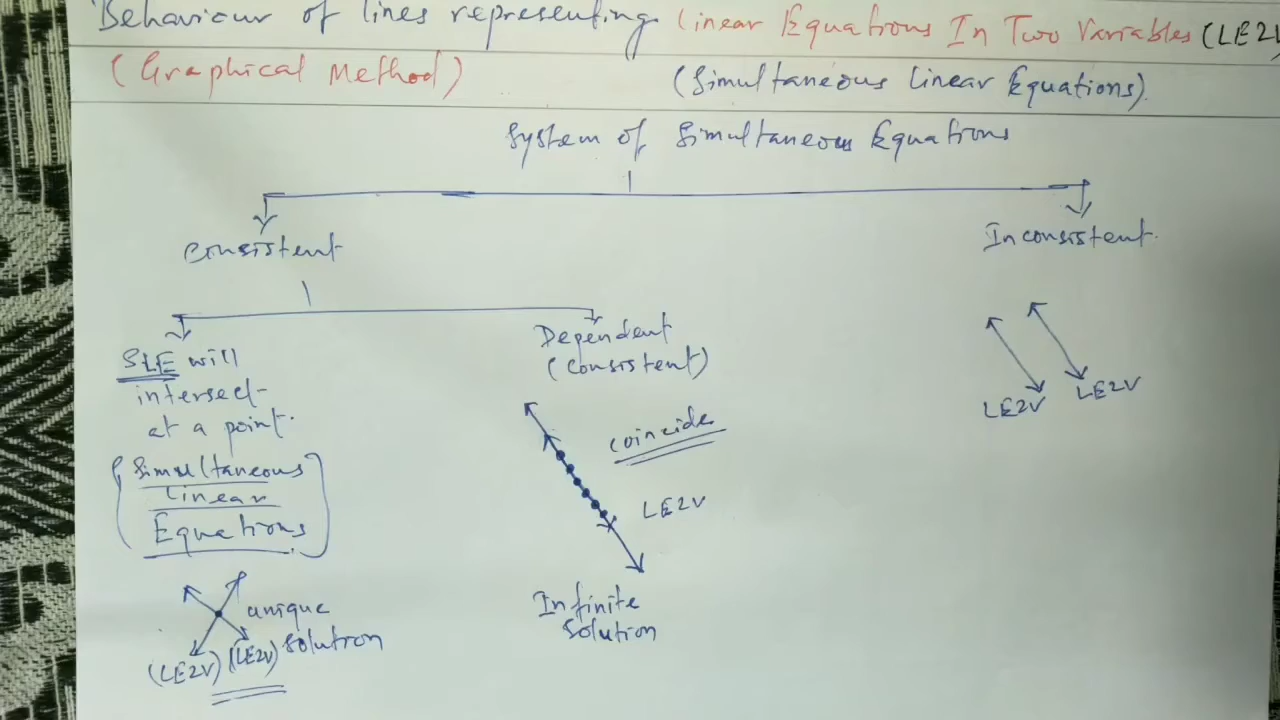 Behaviour of lines representing Linear Equations In Two Variables (LE2V
(Graphical Method)
(Simultaneous Linear Equations).
System of Simultaneous Equations
Consistent
Inconsistent.
SLE will
intersect
at a point.
(Simultaneous
Linear
Equations)
unique
solution
(LE2V) (LE2V)
Dependent
(Consistent)
coincide
LE2V
Infinite
Solution
LE2V LE2V